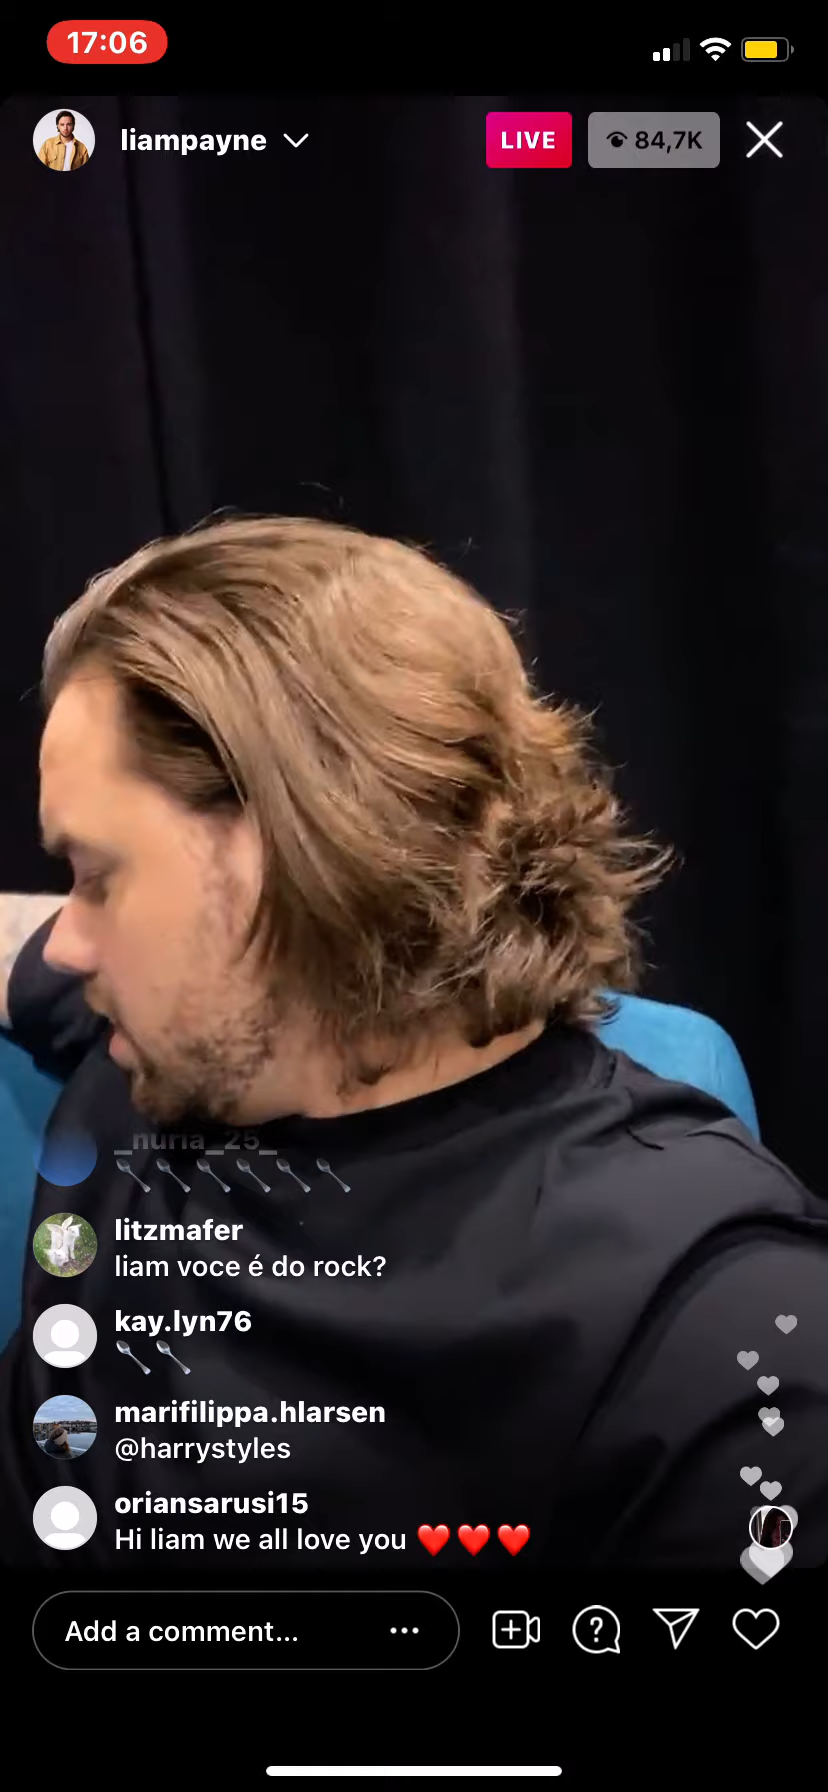 17:06
liampayne
LIVE
84,7K
_nuria_25_
litzmafer
liam voce é do rock?
kay.lyn76
marifilippa.hlarsen
@harrystyles
oriansarusi15
Hi liam we all love you
Add a comment...